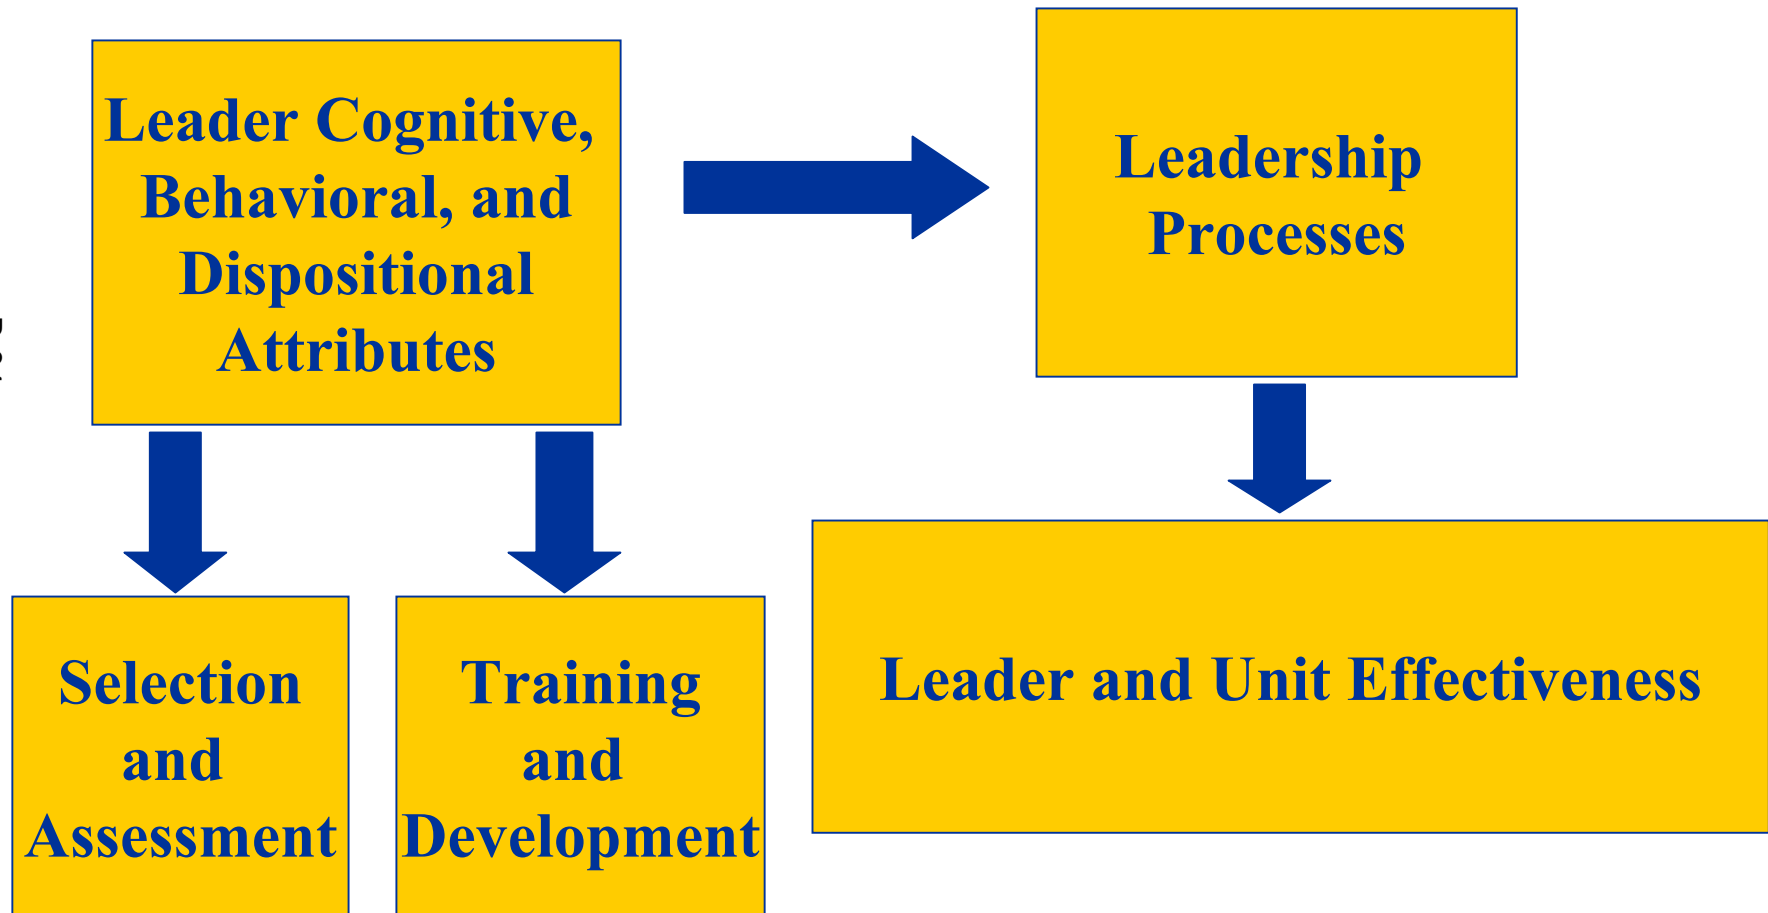 Leader Cognitive,
Behavioral, and
Dispositional
Attributes
Leadership
Processes
Selection
and
Assessment
Training
and
Development
Leader and Unit Effectiveness